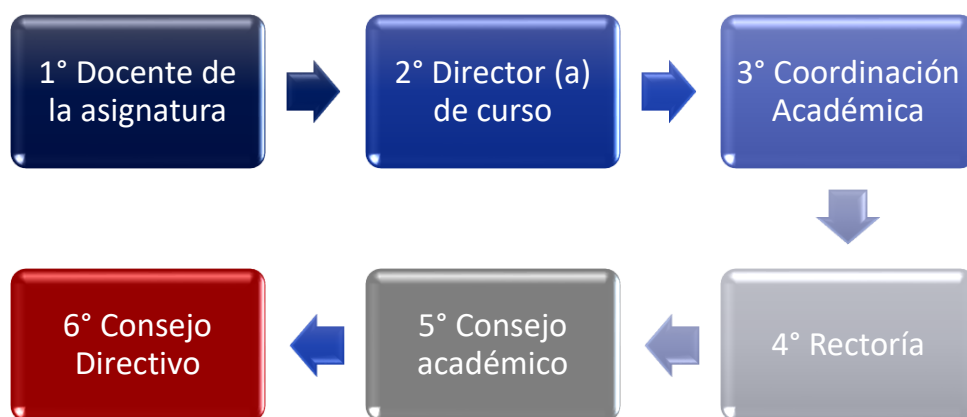 1° Docente de
la asignatura
2° Director (a)
de curso
3° Coordinación
Académica
4° Rectoría
5° Consejo
académico
6° Consejo
Directivo